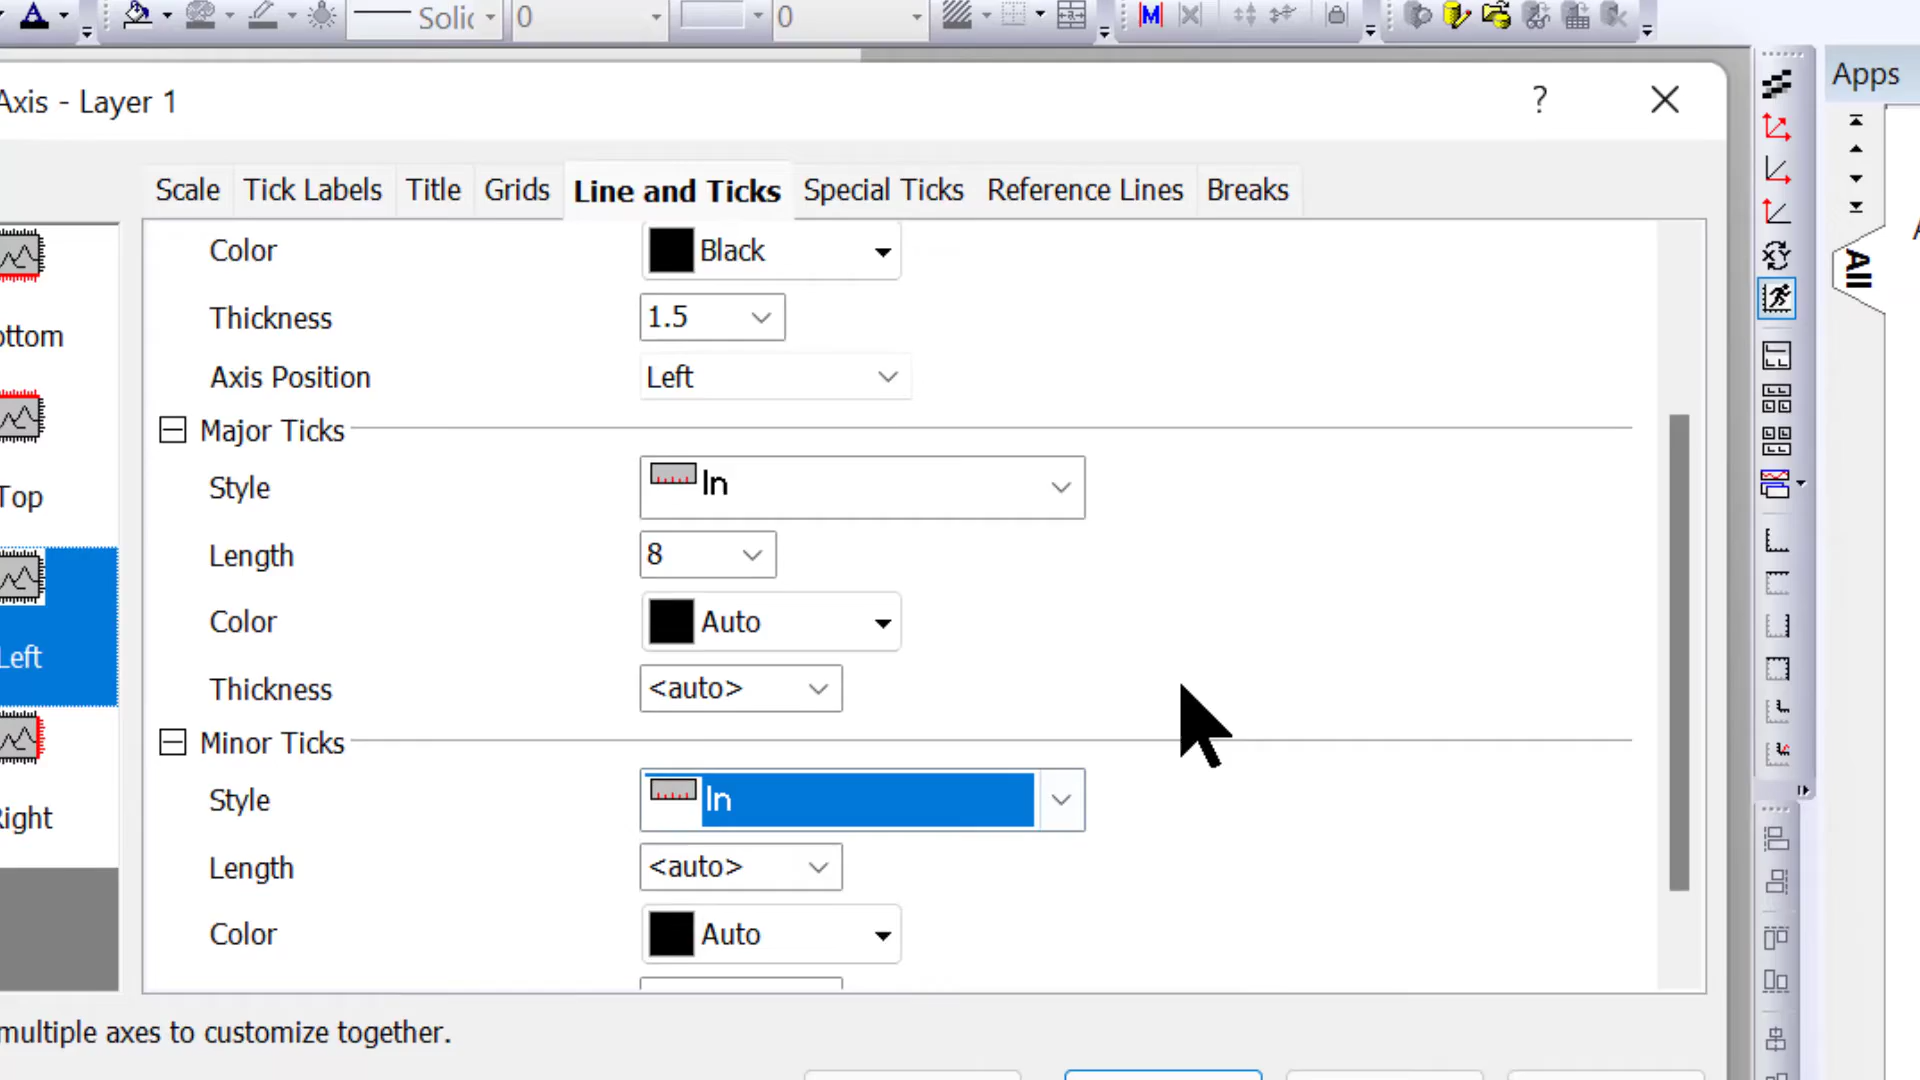 Solic 0 0 M
Axis - Layer 1 ?
Apps
Scale Tick Labels Title Grids Line and Ticks Special Ticks Reference Lines Breaks
Color Black
Thickness 1.5
ottom
Axis Position Left
Major Ticks
Style In
Top
Length 8
Color Auto
Left
Thickness <auto>
Minor Ticks
Style In
Right
Length <auto>
Color Auto
multiple axes to customize together.
All